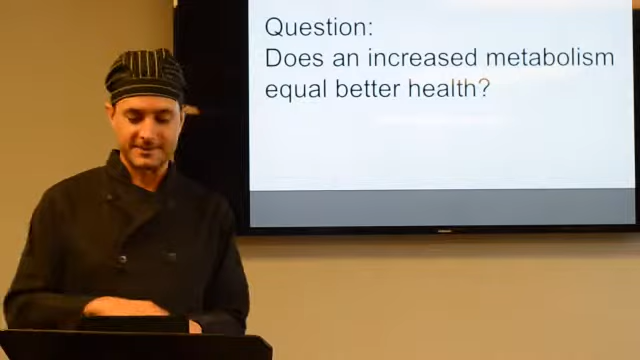 Question:
Does an increased metabolism
equal better health?